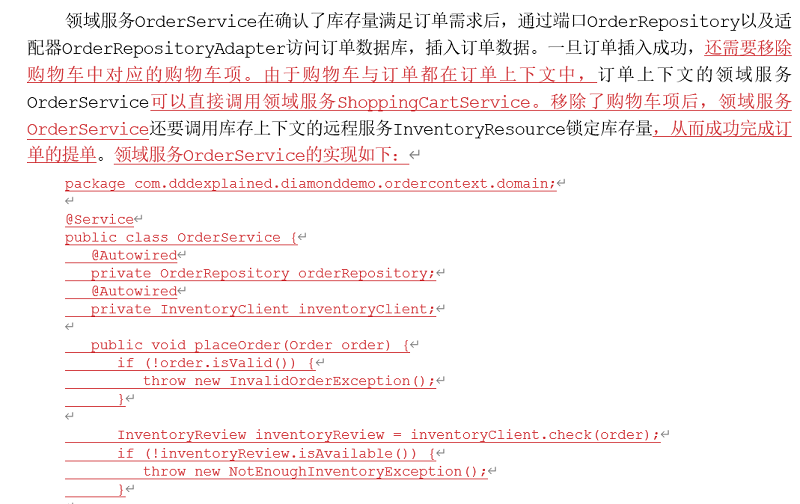 领域服务OrderService在确认了库存量满足订单需求后，通过端口OrderRepository以及适
配器OrderRepositoryAdapter访问订单数据库，插入订单数据。一旦订单插入成功，还需要移除
购物车中对应的购物车项。由于购物车与订单都在订单上下文中，订单上下文的领域服务
OrderService可以直接调用领域服务ShoppingCartService。移除了购物车项后，领域服务
OrderService还要调用库存上下文的远程服务InventoryResource锁定库存量，从而成功完成订
单的提单。领域服务OrderService的实现如下：
package com.dddexplained.diamonddemo.ordercontext.domain;
@Service
public class OrderService {
@Autowired
private OrderRepository orderRepository;
@Autowired
private InventoryClient inventoryClient;
public void placeOrder(Order order) {
if (!order.isValid()) {
throw new InvalidOrderException();
}
InventoryReview inventoryReview = inventoryClient.check(order);
if (!inventoryReview.isAvailable()) {
throw new NotEnoughInventoryException();
}